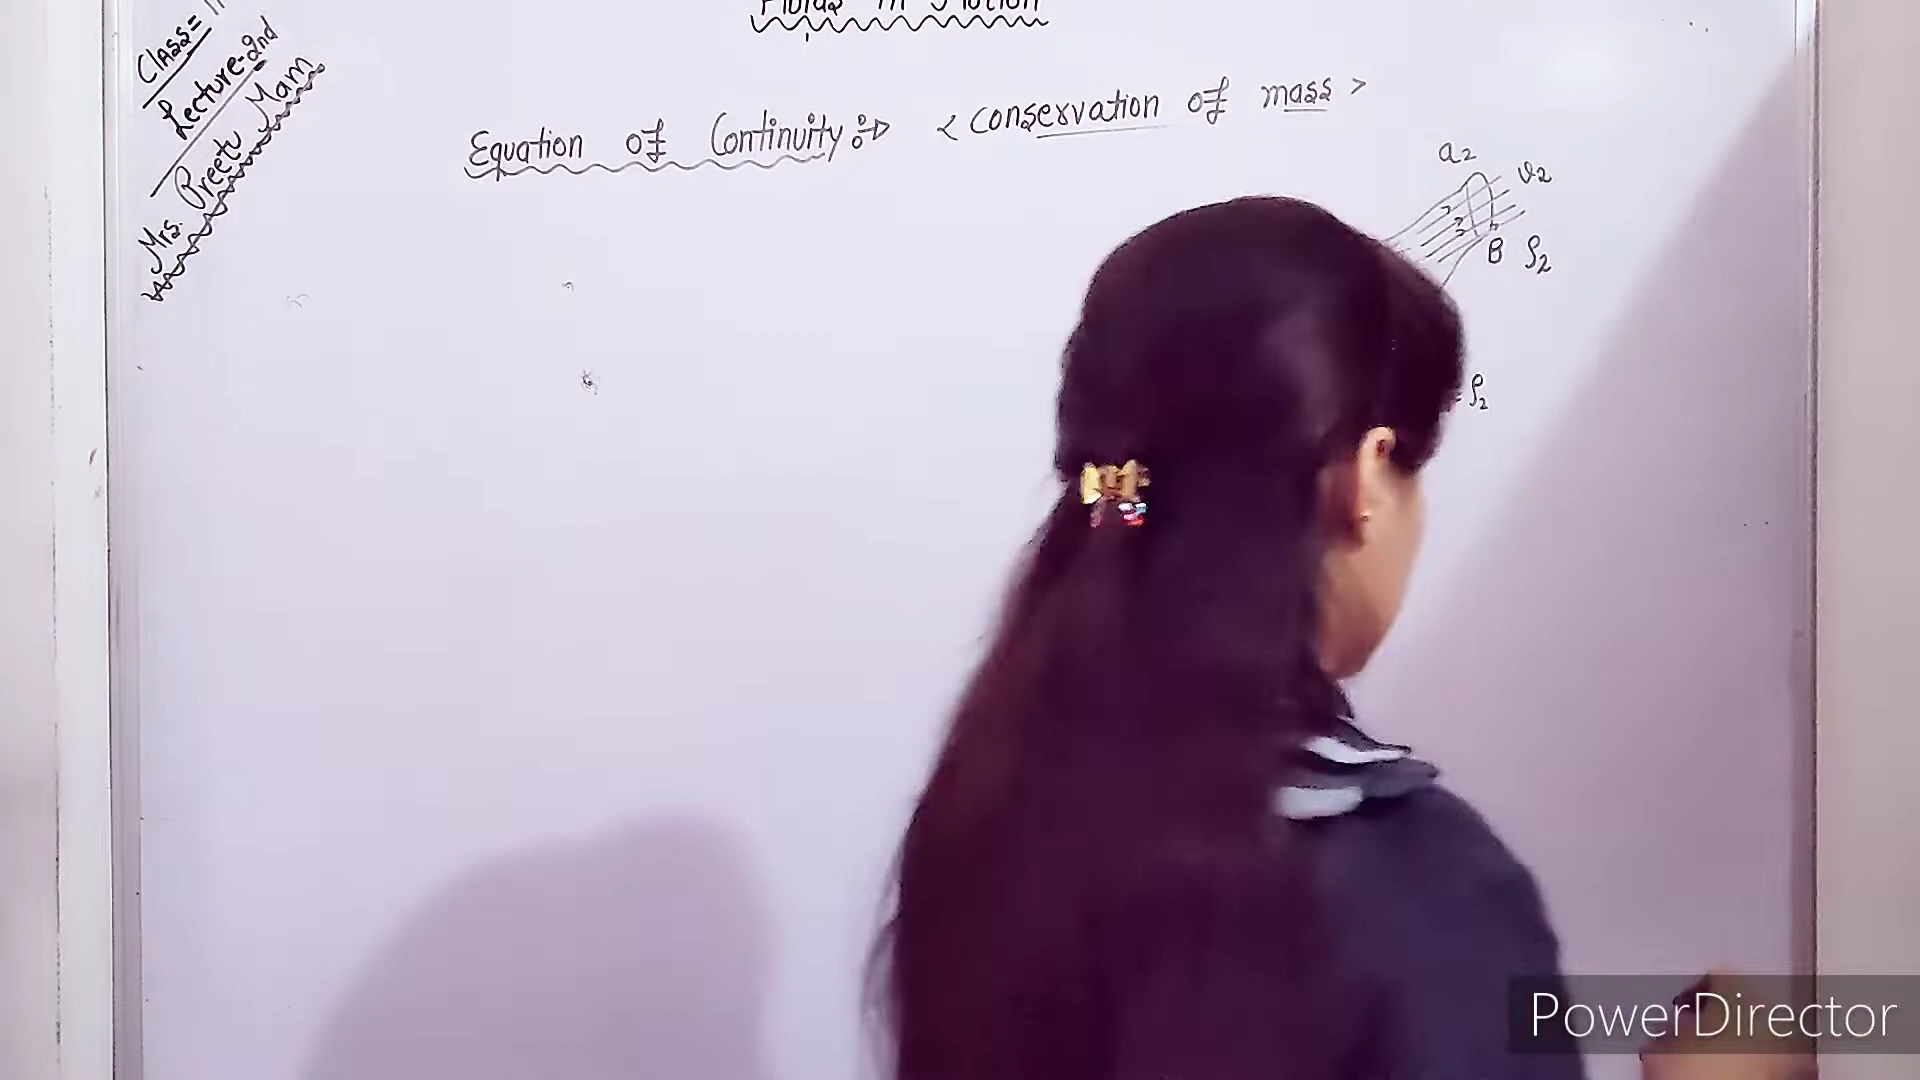 Fluids in Motion
Class= 11
Lecture-2nd
Mrs. Preetu Mam
Equation of Continuity < conservation of mass >
a2
v2
B ρ2
ρ2
PowerDirector